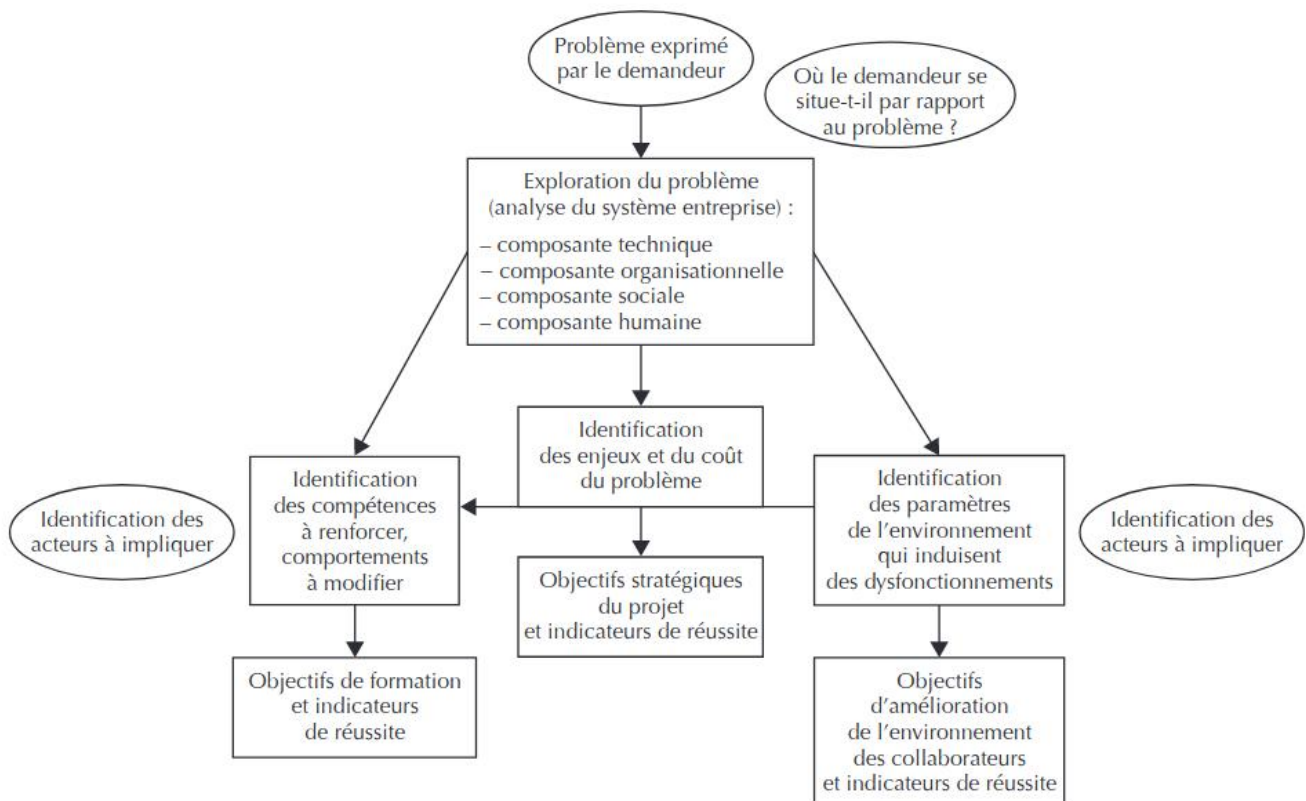 Problème exprimé
par le demandeur
Où le demandeur se
situe-t-il par rapport
au problème ?
Exploration du problème
(analyse du système entreprise) :
– composante technique
– composante organisationnelle
– composante sociale
– composante humaine
Identification
des enjeux et du coût
du problème
Identification des
acteurs à impliquer
Identification
des compétences
à renforcer,
comportements
à modifier
Identification
des paramètres
de l’environnement
qui induisent
des dysfonctionnements
Identification des
acteurs à impliquer
Objectifs stratégiques
du projet
et indicateurs de réussite
Objectifs de formation
et indicateurs
de réussite
Objectifs
d’amélioration
de l’environnement
des collaborateurs
et indicateurs de réussite